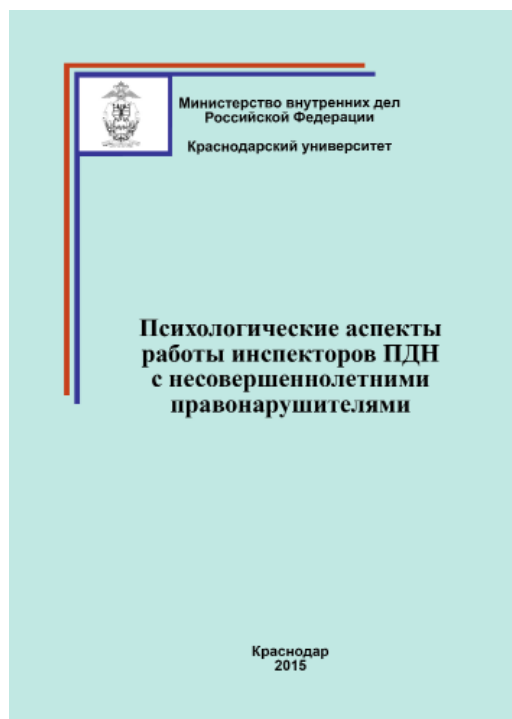 Министерство внутренних дел
Российской Федерации
Краснодарский университет
Психологические аспекты
работы инспекторов ПДН
с несовершеннолетними
правонарушителями
Краснодар
2015